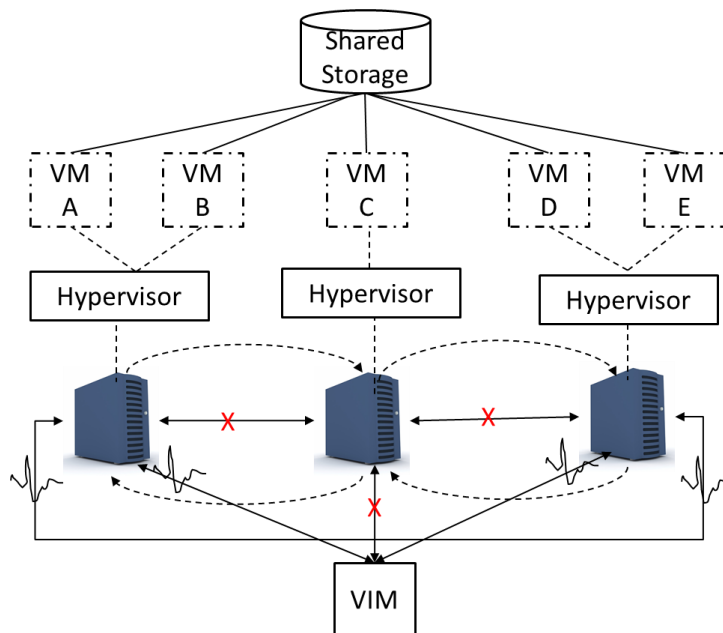 Shared
Storage
VM
A
VM
B
VM
C
VM
D
VM
E
Hypervisor
Hypervisor
Hypervisor
X
X
X
VIM